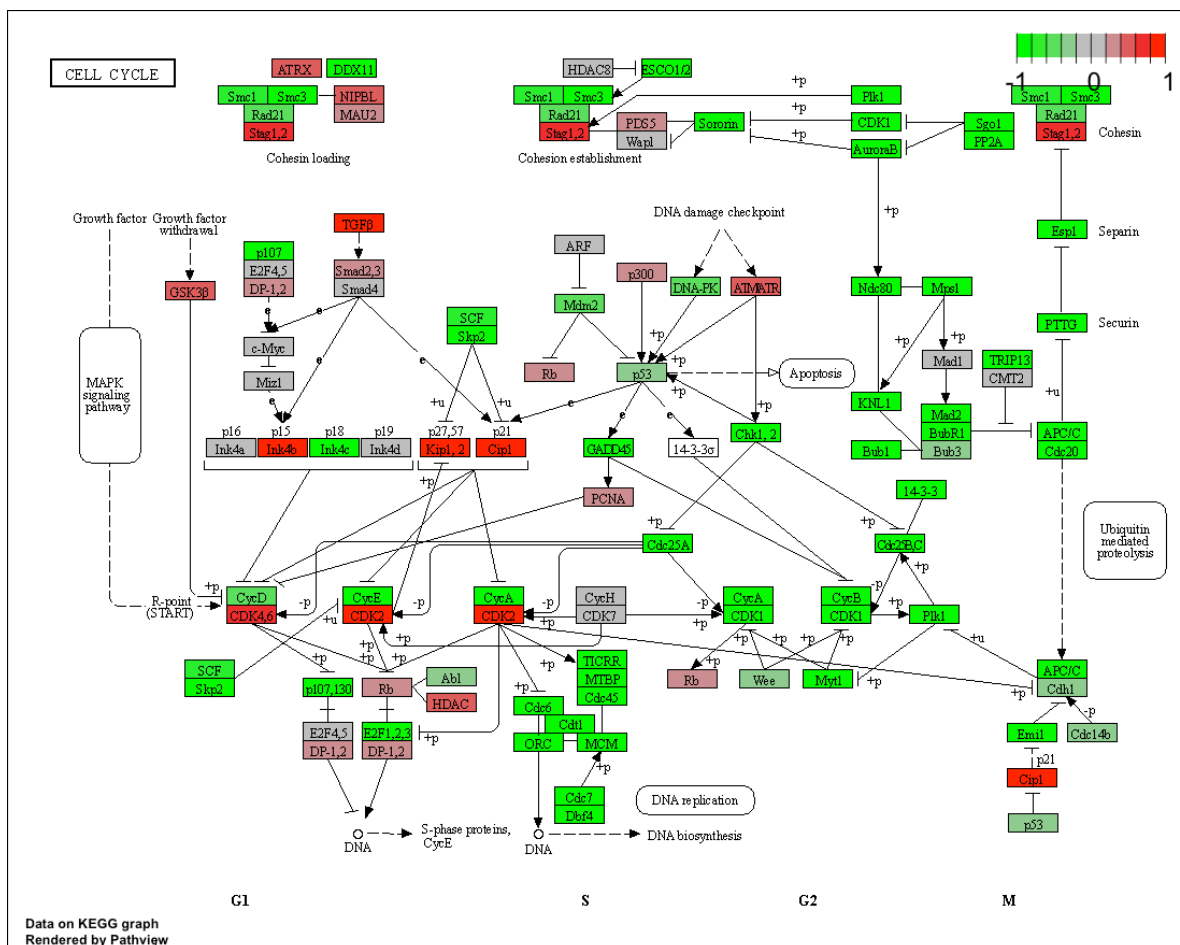 CELL CYCLE
-1 0 1
ATRX DDX11
Smc1 Smc3 NIPBL
Rad21 MAU2
Stag1,2
Cohesin loading
HDAC8 ESCO1/2
Smc1 Smc3
Rad21
Stag1,2
PDS5
Wapl
Sororin
Cohesion establishment
+p
Plk1
+p
CDK1
+p
AuroraB
Sgo1
PP2A
Smc1 Smc3
Rad21
Stag1,2
Cohesin
+p
Growth factor
Growth factor
withdrawal
GSK3β
p107
E2F4,5
DP-1,2
TGFβ
Smad2,3
Smad4
DNA damage checkpoint
ARF
p300
DNA-PK
ATMATR
Mdm2
SCF
Skp2
Rb
p53
+p
+p
+p
Apoptosis
Esp1
Separin
Ndc80
Mps1
+p
+p
PTTG
Securin
Mad1
TRIP13
CMT2
+u
KNL1
Mad2
BubR1
Bub3
Bub1
APC/C
Cdc20
MAPK
signaling
pathway
c-Myc
Miz1
e
e
e
e
e
+u
+u
e
e
e
+p
Chk1, 2
p16 p15 p18 p19
Ink4a Ink4b Ink4c Ink4d
p27,57 p21
Kip1, 2 Cip1
GADD45
14-3-3σ
+p
PCNA
14-3-3
+p
Cdc25A
+p
Cdc25B,C
Ubiquitin
mediated
proteolysis
R-point
(START)
+p
CycD
CDK4,6
-p
CycE
CDK2
-p
CycA
CDK2
-p
+p
CycH
CDK7
-p
+p
CycA
CDK1
CycB
CDK1
-p
+p
+p
Plk1
+u
+u
SCF
Skp2
+p
+p
+p
+p
p107,130
Rb
Abl
HDAC
+p
+p
+p
TICRR
MTBP
Cdc45
Cdc6
Cdt1
ORC
MCM
+p
+p
Rb
+p
+p
Wee
Myt1
+p
+p
APC/C
Cdh1
-p
Emi1
Cdc14b
p21
Cip1
p53
E2F4,5
DP-1,2
E2F1,2,3
DP-1,2
+p
Cdc7
Dbf4
DNA replication
DNA
S-phase proteins,
CycE
DNA
DNA biosynthesis
G1 S G2 M
Data on KEGG graph
Rendered by Pathview